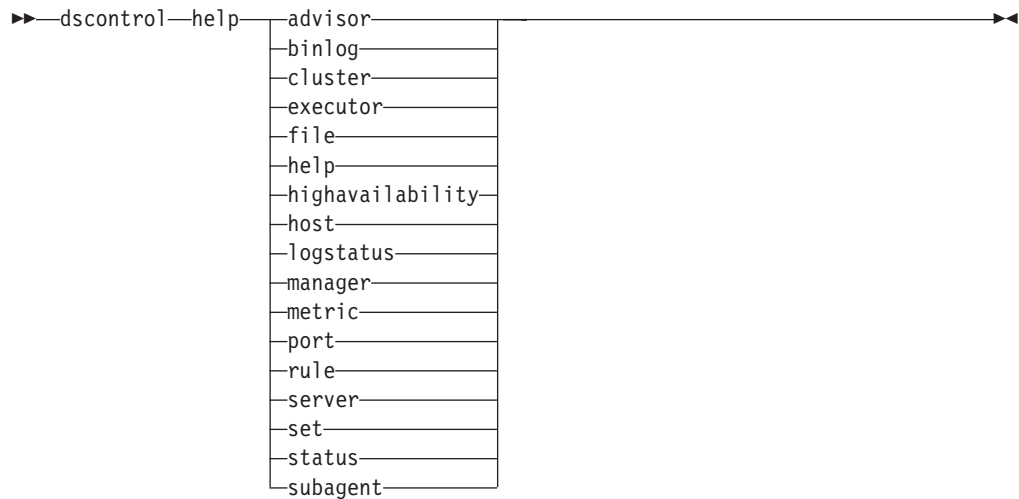 dscontrol help advisor
binlog
cluster
executor
file
help
highavailability
host
logstatus
manager
metric
port
rule
server
set
status
subagent